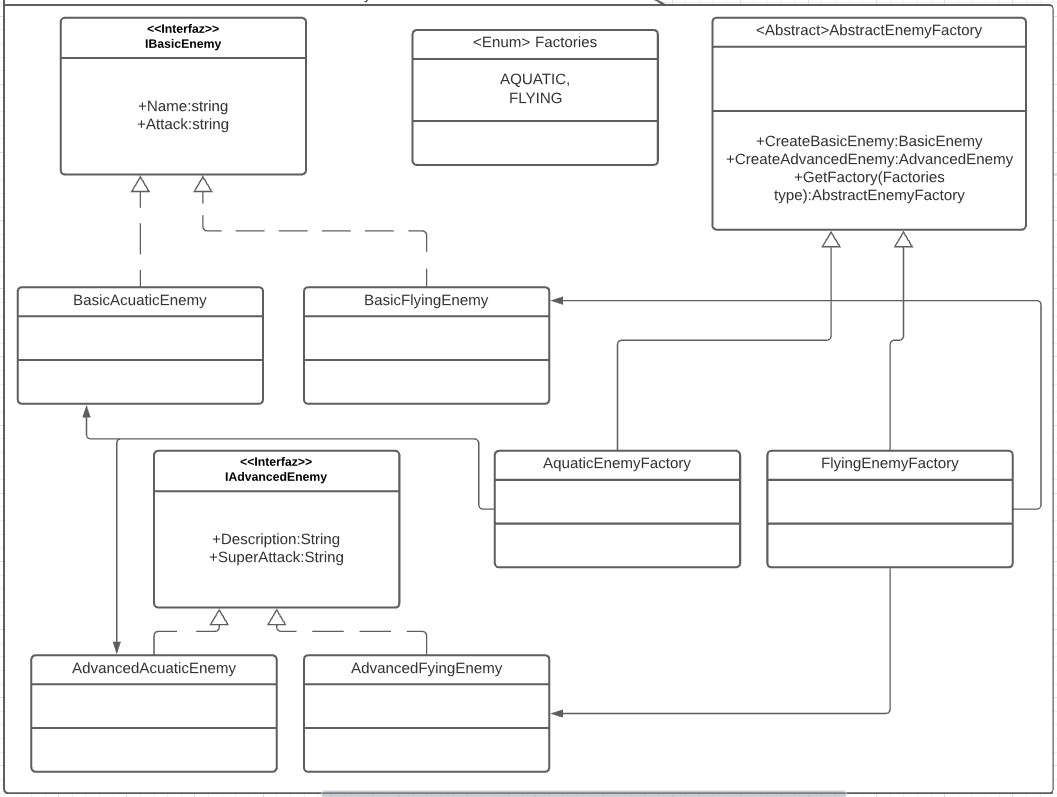 <<Interfaz>>
IBasicEnemy
+Name:string
+Attack:string
<Enum> Factories
AQUATIC,
FLYING
<Abstract>AbstractEnemyFactory
+CreateBasicEnemy:BasicEnemy
+CreateAdvancedEnemy:AdvancedEnemy
+GetFactory(Factories
type):AbstractEnemyFactory
BasicAcuaticEnemy
BasicFlyingEnemy
<<Interfaz>>
IAdvancedEnemy
+Description:String
+SuperAttack:String
AquaticEnemyFactory
FlyingEnemyFactory
AdvancedAcuaticEnemy
AdvancedFyingEnemy